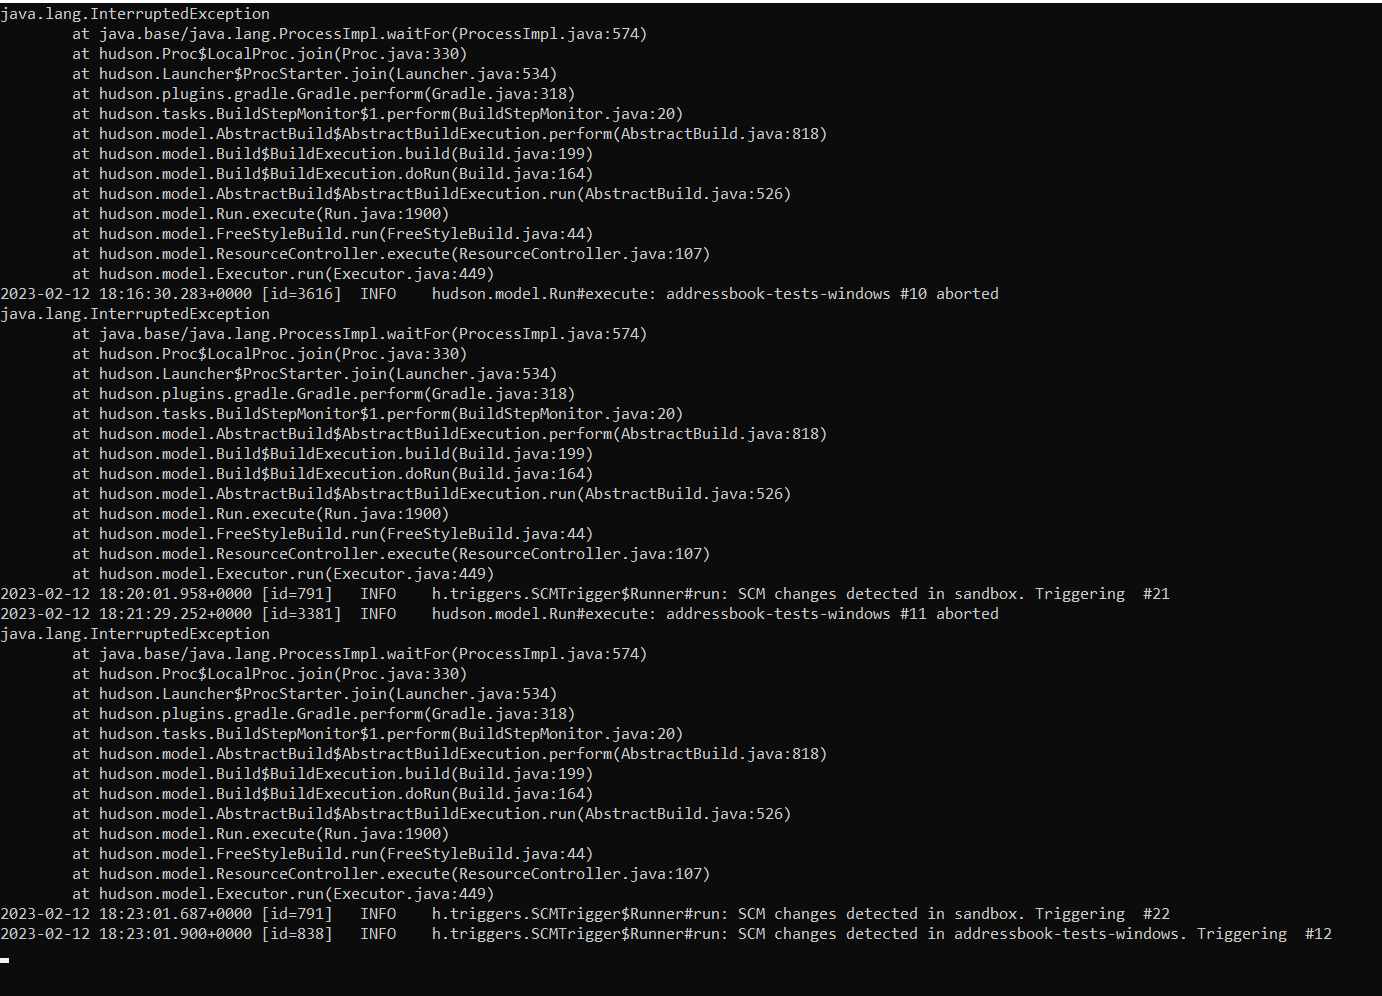 java.lang.InterruptedException
        at java.base/java.lang.ProcessImpl.waitFor(ProcessImpl.java:574)
        at hudson.Proc$LocalProc.join(Proc.java:330)
        at hudson.Launcher$ProcStarter.join(Launcher.java:534)
        at hudson.plugins.gradle.Gradle.perform(Gradle.java:318)
        at hudson.tasks.BuildStepMonitor$1.perform(BuildStepMonitor.java:20)
        at hudson.model.AbstractBuild$AbstractBuildExecution.perform(AbstractBuild.java:818)
        at hudson.model.Build$BuildExecution.build(Build.java:199)
        at hudson.model.Build$BuildExecution.doRun(Build.java:164)
        at hudson.model.AbstractBuild$AbstractBuildExecution.run(AbstractBuild.java:526)
        at hudson.model.Run.execute(Run.java:1900)
        at hudson.model.FreeStyleBuild.run(FreeStyleBuild.java:44)
        at hudson.model.ResourceController.execute(ResourceController.java:107)
        at hudson.model.Executor.run(Executor.java:449)
2023-02-12 18:16:30.283+0000 [id=3616]  INFO    hudson.model.Run#execute: addressbook-tests-windows #10 aborted
java.lang.InterruptedException
        at java.base/java.lang.ProcessImpl.waitFor(ProcessImpl.java:574)
        at hudson.Proc$LocalProc.join(Proc.java:330)
        at hudson.Launcher$ProcStarter.join(Launcher.java:534)
        at hudson.plugins.gradle.Gradle.perform(Gradle.java:318)
        at hudson.tasks.BuildStepMonitor$1.perform(BuildStepMonitor.java:20)
        at hudson.model.AbstractBuild$AbstractBuildExecution.perform(AbstractBuild.java:818)
        at hudson.model.Build$BuildExecution.build(Build.java:199)
        at hudson.model.Build$BuildExecution.doRun(Build.java:164)
        at hudson.model.AbstractBuild$AbstractBuildExecution.run(AbstractBuild.java:526)
        at hudson.model.Run.execute(Run.java:1900)
        at hudson.model.FreeStyleBuild.run(FreeStyleBuild.java:44)
        at hudson.model.ResourceController.execute(ResourceController.java:107)
        at hudson.model.Executor.run(Executor.java:449)
2023-02-12 18:20:01.958+0000 [id=791]   INFO    h.triggers.SCMTrigger$Runner#run: SCM changes detected in sandbox. Triggering  #21
2023-02-12 18:21:29.252+0000 [id=3381]  INFO    hudson.model.Run#execute: addressbook-tests-windows #11 aborted
java.lang.InterruptedException
        at java.base/java.lang.ProcessImpl.waitFor(ProcessImpl.java:574)
        at hudson.Proc$LocalProc.join(Proc.java:330)
        at hudson.Launcher$ProcStarter.join(Launcher.java:534)
        at hudson.plugins.gradle.Gradle.perform(Gradle.java:318)
        at hudson.tasks.BuildStepMonitor$1.perform(BuildStepMonitor.java:20)
        at hudson.model.AbstractBuild$AbstractBuildExecution.perform(AbstractBuild.java:818)
        at hudson.model.Build$BuildExecution.build(Build.java:199)
        at hudson.model.Build$BuildExecution.doRun(Build.java:164)
        at hudson.model.AbstractBuild$AbstractBuildExecution.run(AbstractBuild.java:526)
        at hudson.model.Run.execute(Run.java:1900)
        at hudson.model.FreeStyleBuild.run(FreeStyleBuild.java:44)
        at hudson.model.ResourceController.execute(ResourceController.java:107)
        at hudson.model.Executor.run(Executor.java:449)
2023-02-12 18:23:01.687+0000 [id=791]   INFO    h.triggers.SCMTrigger$Runner#run: SCM changes detected in sandbox. Triggering  #22
2023-02-12 18:23:01.900+0000 [id=838]   INFO    h.triggers.SCMTrigger$Runner#run: SCM changes detected in addressbook-tests-windows. Triggering  #12